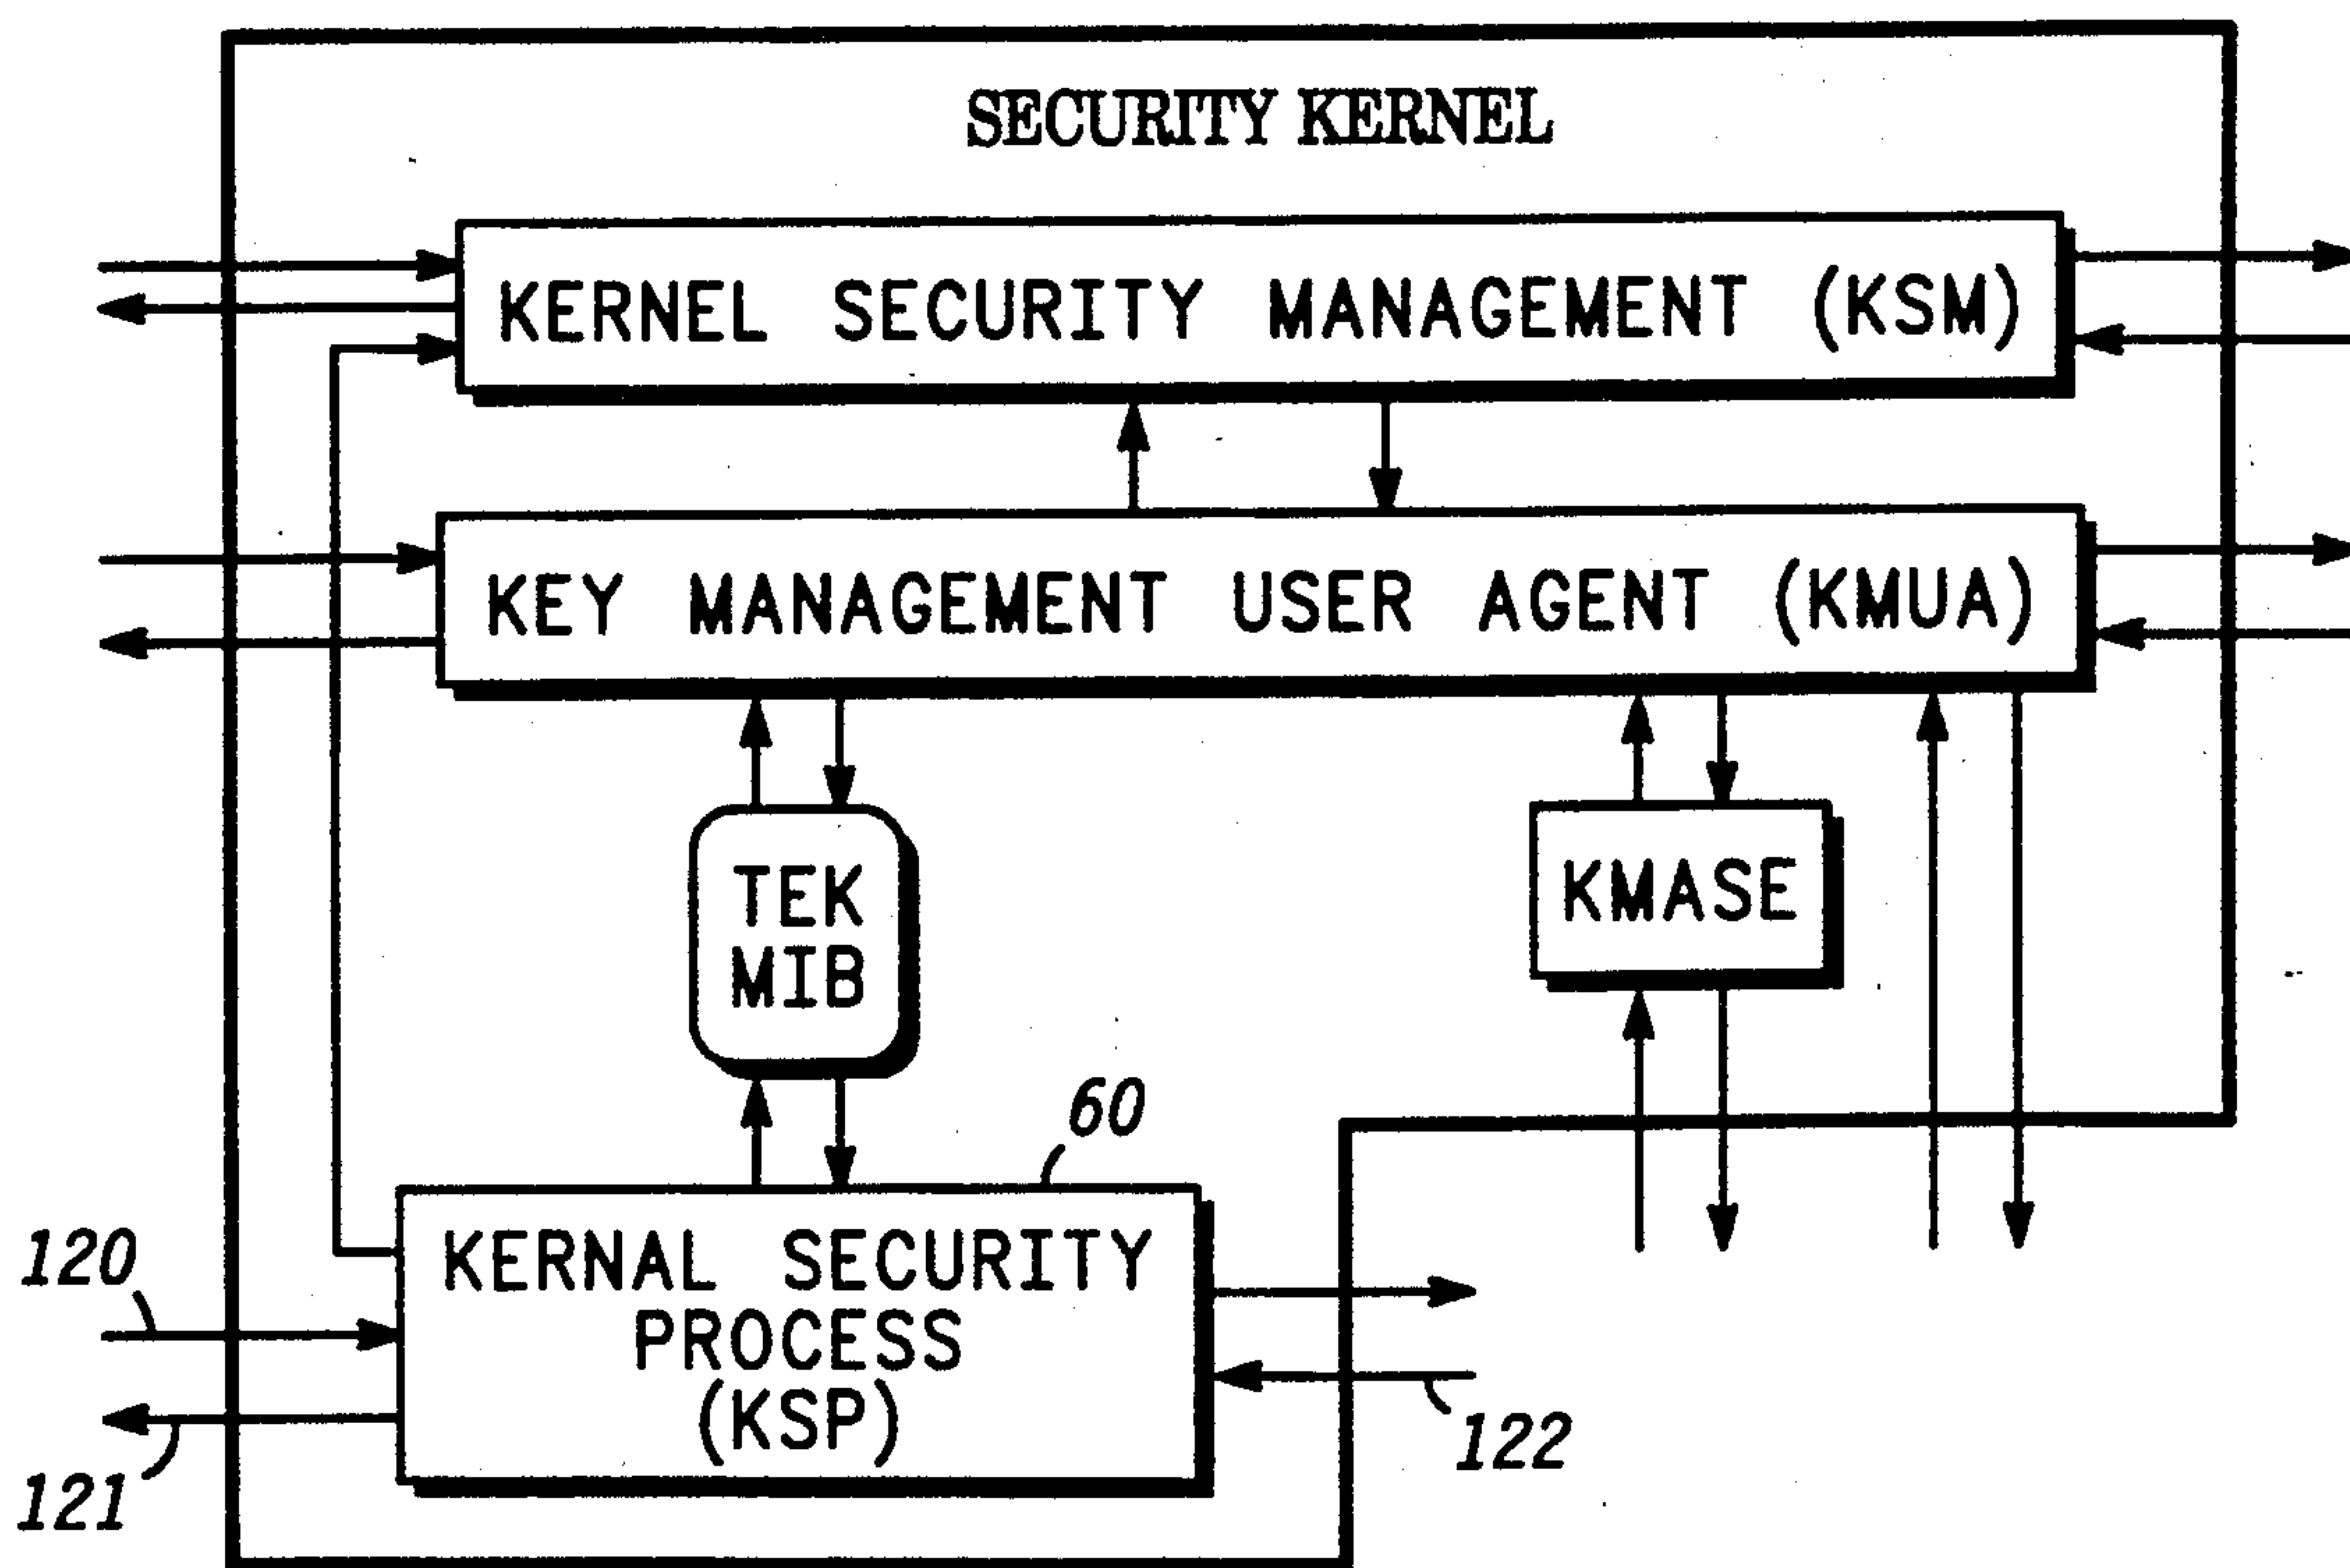 SECURITY KERNEL
KERNEL SECURITY MANAGEMENT (KSM)
KEY MANAGEMENT USER AGENT (KMUA)
TEK
MIB
KMASE
60
KERNAL SECURITY
PROCESS
(KSP)
120
121
122